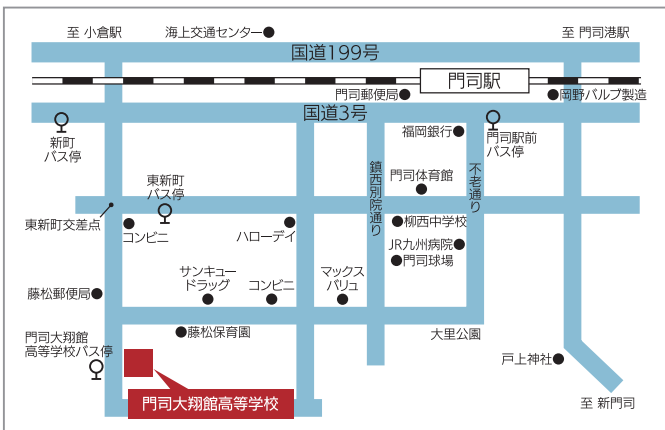 至 小倉駅
海上交通センター
至 門司港駅
国道199号
門司駅
門司郵便局
岡野バルブ製造
国道3号
福岡銀行
門司駅前
バス停
新町
バス停
東新町
バス停
門司体育館
鎮西別院通り
不老通り
東新町交差点
コンビニ
ハローデイ
柳西中学校
JR九州病院
門司球場
サンキュー
ドラッグ
コンビニ
マックス
バリュ
藤松郵便局
藤松保育園
大里公園
門司大翔館
高等学校バス停
戸上神社
門司大翔館高等学校
至 新門司